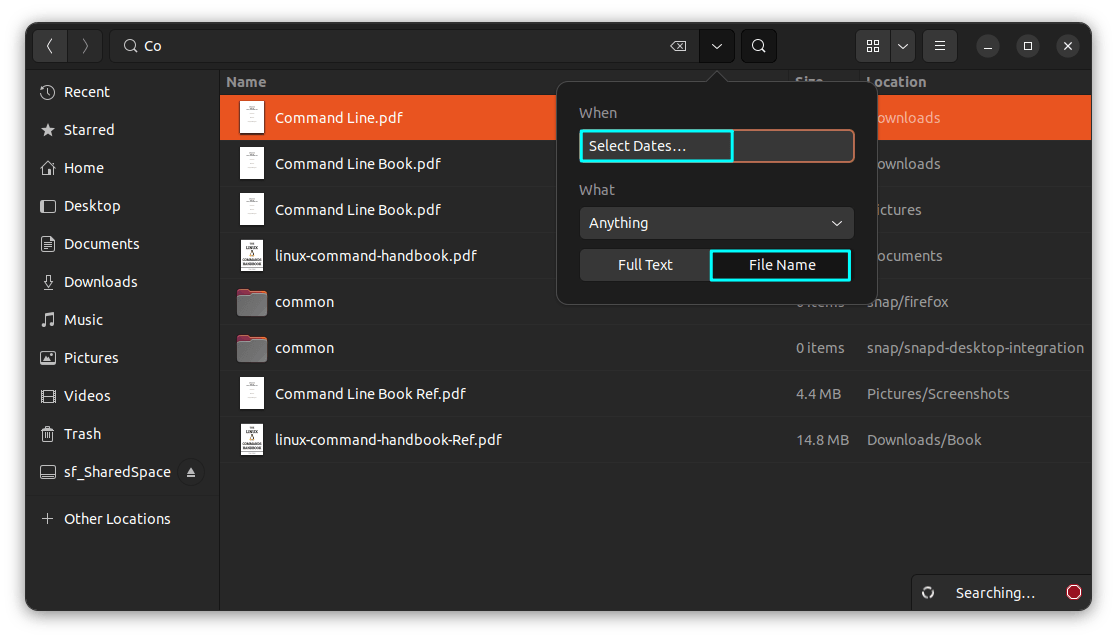 Co
Recent
Starred
Home
Desktop
Documents
Downloads
Music
Pictures
Videos
Trash
sf_SharedSpace
Other Locations
Name Size Location
Command Line.pdf ownloads
Command Line Book.pdf ownloads
Command Line Book.pdf ictures
linux-command-handbook.pdf ocuments
common 0 items snap/firefox
common 0 items snap/snapd-desktop-integration
Command Line Book Ref.pdf 4.4 MB Pictures/Screenshots
linux-command-handbook-Ref.pdf 14.8 MB Downloads/Book
When
Select Dates...
What
Anything
Full Text File Name
Searching...